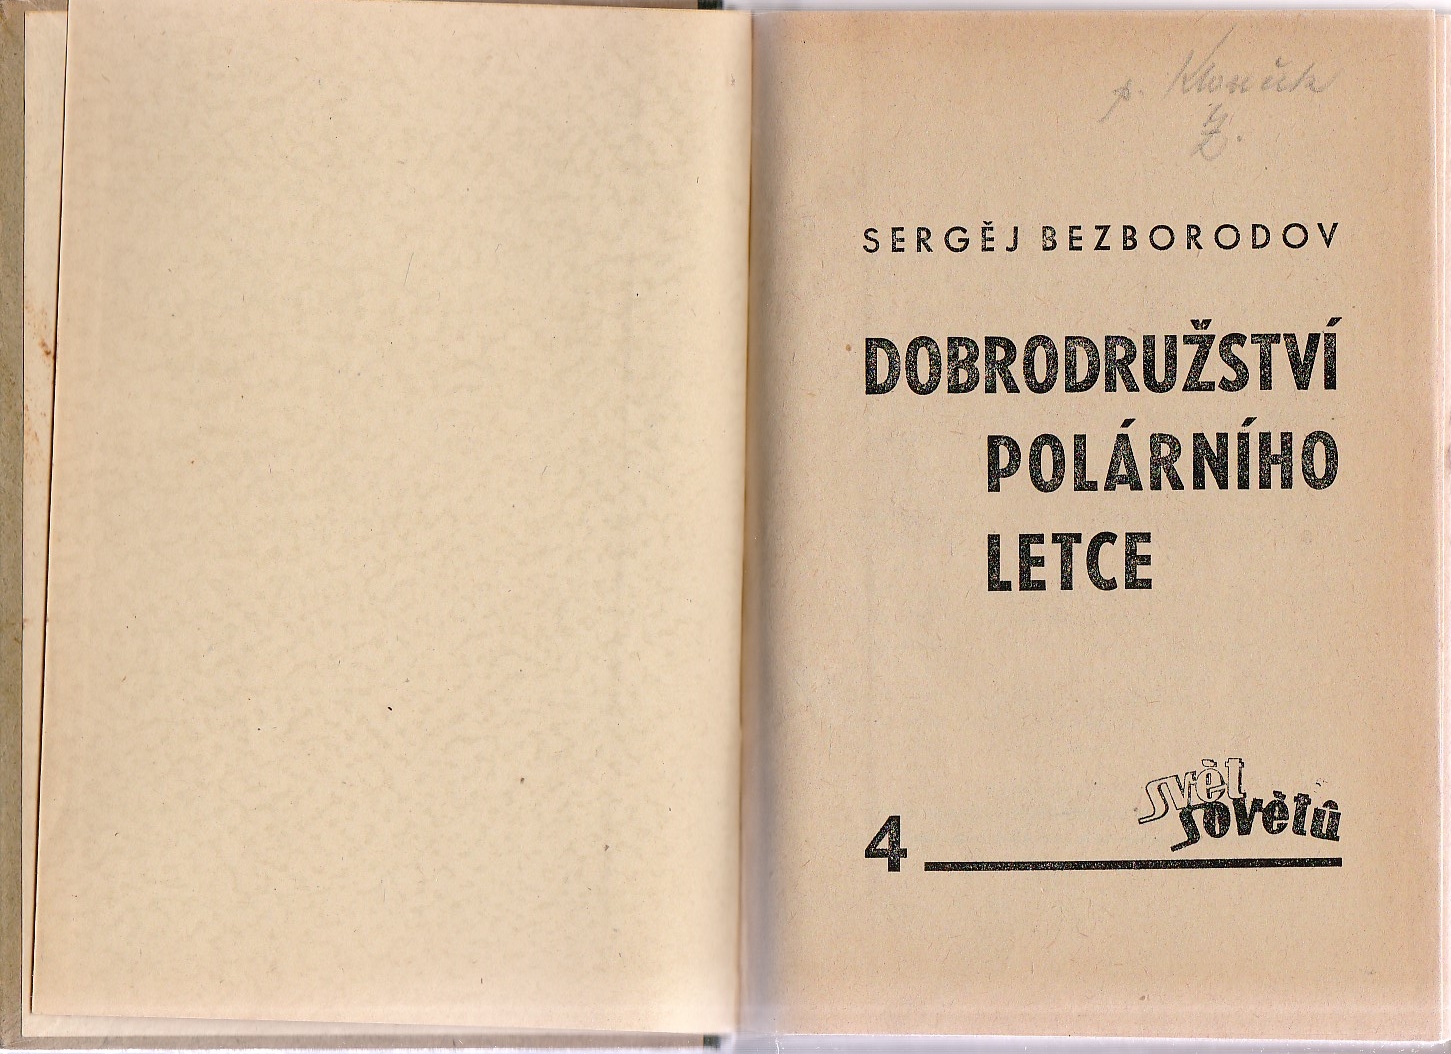 SERGĚJ BEZBORODOV
DOBRODRUŽSTVÍ
POLÁRNÍHO
LETCE
svět
sovětů
4